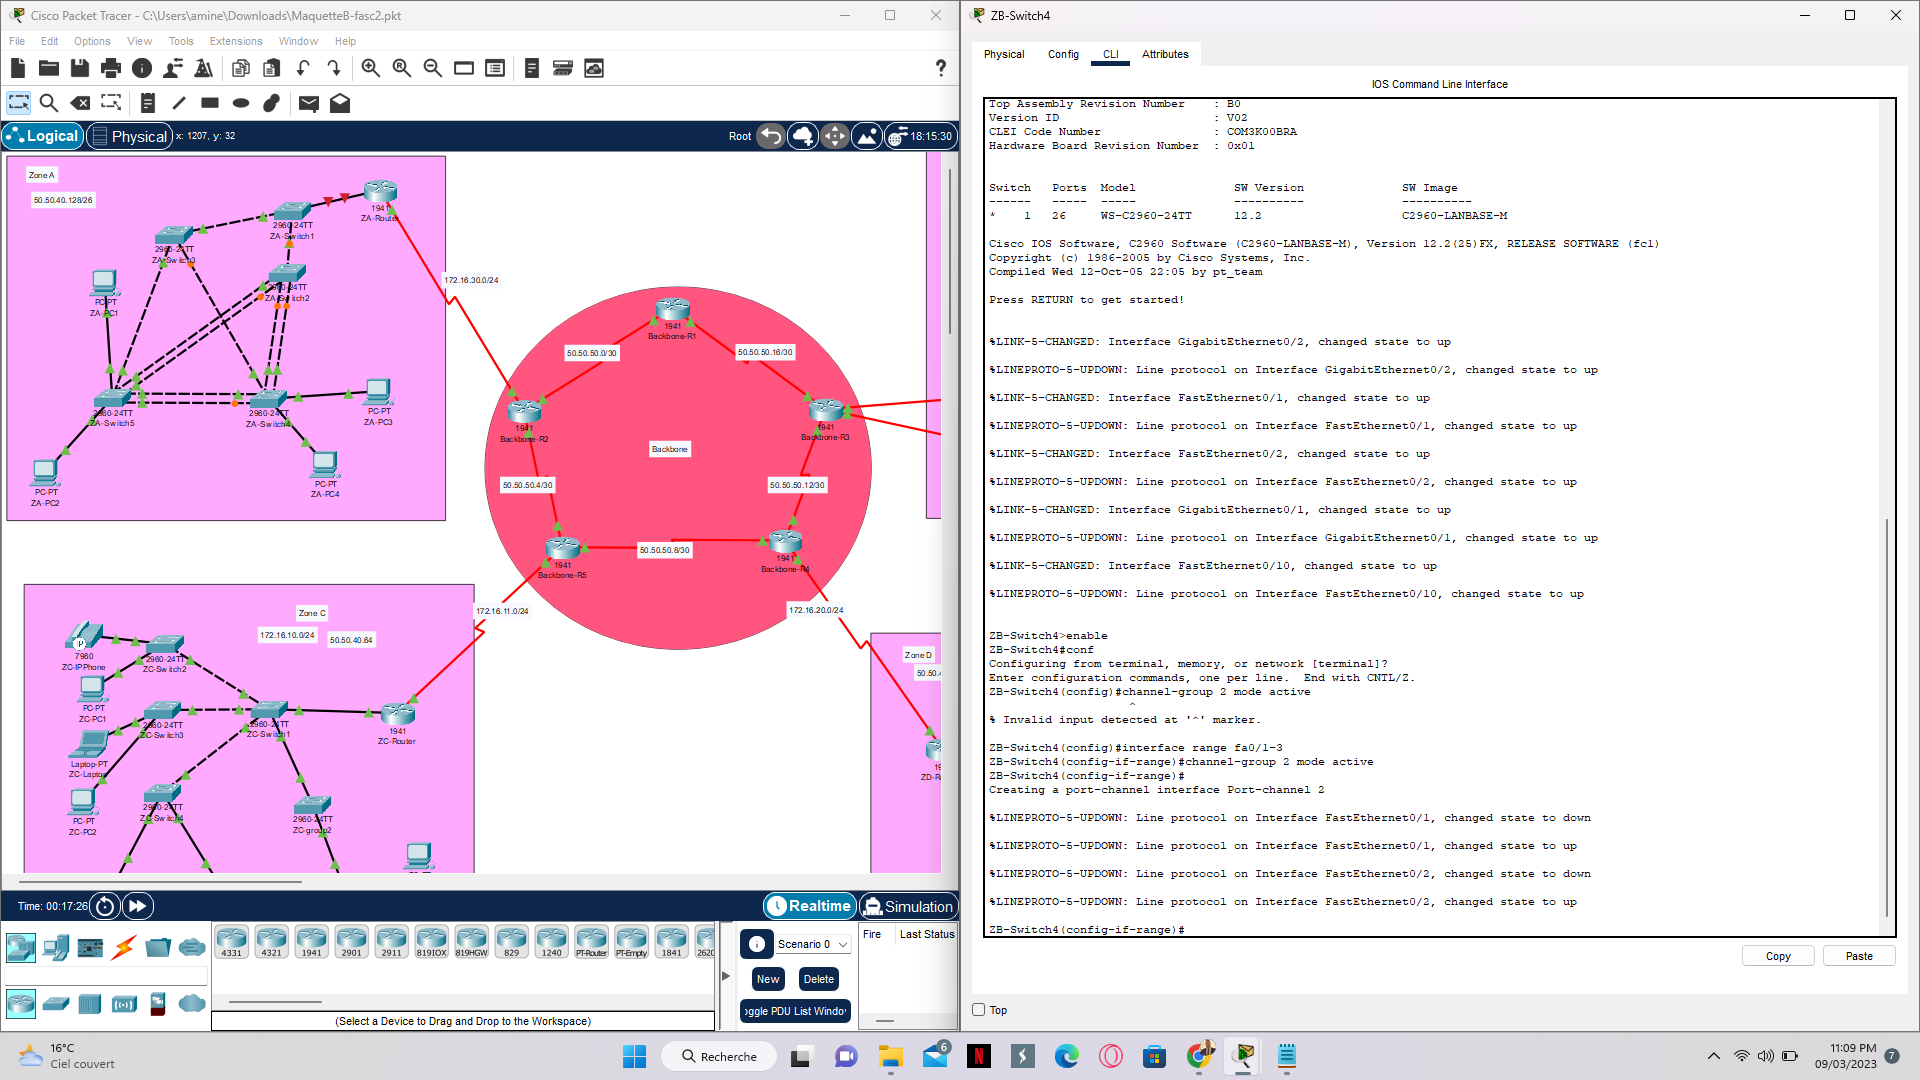 Cisco Packet Tracer - C:\Users\amine\Downloads\MaquetteB-fasc2.pkt
File Edit Options View Tools Extensions Window Help
Logical
Physical
x: 1207, y: 32
Root
18:15:30
Zone A
50.50.40.128/26
1941
ZA-Router
2960-24TT
ZA-Switch1
2960-24TT
ZA-Switch3
2960-24TT
ZA-Switch2
PC-PT
ZA-PC1
172.16.30.0/24
1941
Backbone-R1
50.50.50.0/30
50.50.50.16/30
2960-24TT
ZA-Switch5
2960-24TT
ZA-Switch4
PC-PT
ZA-PC3
1941
Backbone-R2
1941
Backbone-R3
Backbone
PC-PT
ZA-PC2
PC-PT
ZA-PC4
50.50.50.4/30
50.50.50.12/30
50.50.50.8/30
1941
Backbone-R5
1941
Backbone-R4
Zone C
172.16.10.0/24
50.50.40.64
172.16.11.0/24
172.16.20.0/24
IP
7960
ZC-IPPhone
2960-24TT
ZC-Switch2
Zone D
50.50.4
PC-PT
ZC-PC1
2960-24TT
ZC-Switch3
2960-24TT
ZC-Switch1
1941
ZC-Router
Laptop-PT
ZC-Laptop
ZD-R
PC-PT
ZC-PC2
2960-24TT
ZC-Switch4
2960-24TT
ZC-group2
Time: 00:17:26
Realtime
Simulation
4331 4321 1941 2901 2911 819IOX 819HGW 829 1240 PT-Router PT-Empty 1841 2620
Scenario 0
New
Delete
Toggle PDU List Window
Fire
Last Status
(Select a Device to Drag and Drop to the Workspace)
ZB-Switch4
Physical Config CLI Attributes
IOS Command Line Interface
Top Assembly Revision Number : B0
Version ID : V02
CLEI Code Number : COM3K00BRA
Hardware Board Revision Number : 0x01
Switch Ports Model SW Version SW Image
------ ----- ----- ---------- ----------
* 1 26 WS-C2960-24TT 12.2 C2960-LANBASE-M
Cisco IOS Software, C2960 Software (C2960-LANBASE-M), Version 12.2(25)FX, RELEASE SOFTWARE (fc1)
Copyright (c) 1986-2005 by Cisco Systems, Inc.
Compiled Wed 12-Oct-05 22:05 by pt_team
Press RETURN to get started!
%LINK-5-CHANGED: Interface GigabitEthernet0/2, changed state to up
%LINEPROTO-5-UPDOWN: Line protocol on Interface GigabitEthernet0/2, changed state to up
%LINK-5-CHANGED: Interface FastEthernet0/1, changed state to up
%LINEPROTO-5-UPDOWN: Line protocol on Interface FastEthernet0/1, changed state to up
%LINK-5-CHANGED: Interface FastEthernet0/2, changed state to up
%LINEPROTO-5-UPDOWN: Line protocol on Interface FastEthernet0/2, changed state to up
%LINK-5-CHANGED: Interface GigabitEthernet0/1, changed state to up
%LINEPROTO-5-UPDOWN: Line protocol on Interface GigabitEthernet0/1, changed state to up
%LINK-5-CHANGED: Interface FastEthernet0/10, changed state to up
%LINEPROTO-5-UPDOWN: Line protocol on Interface FastEthernet0/10, changed state to up
ZB-Switch4>enable
ZB-Switch4#conf
Configuring from terminal, memory, or network [terminal]?
Enter configuration commands, one per line. End with CNTL/Z.
ZB-Switch4(config)#channel-group 2 mode active
^
% Invalid input detected at '^' marker.
ZB-Switch4(config)#interface range fa0/1-3
ZB-Switch4(config-if-range)#channel-group 2 mode active
ZB-Switch4(config-if-range)#
Creating a port-channel interface Port-channel 2
%LINEPROTO-5-UPDOWN: Line protocol on Interface FastEthernet0/1, changed state to down
%LINEPROTO-5-UPDOWN: Line protocol on Interface FastEthernet0/1, changed state to up
%LINEPROTO-5-UPDOWN: Line protocol on Interface FastEthernet0/2, changed state to down
%LINEPROTO-5-UPDOWN: Line protocol on Interface FastEthernet0/2, changed state to up
ZB-Switch4(config-if-range)#
Copy
Paste
Top
16°C
Ciel couvert
Recherche
6
11:09 PM
09/03/2023
7